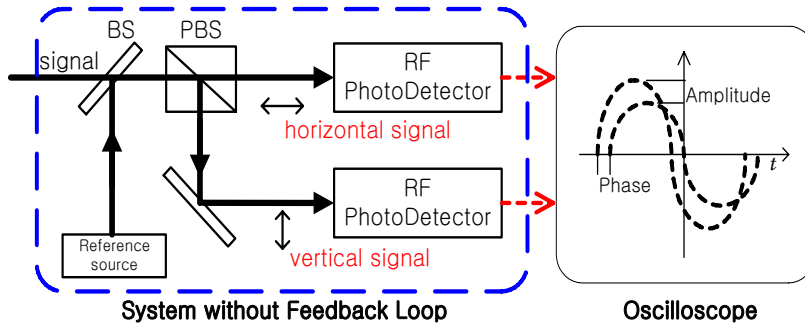 BS
PBS
signal
RF
PhotoDetector
horizontal signal
RF
PhotoDetector
vertical signal
Reference
source
System without Feedback Loop
Amplitude
t
Phase
Oscilloscope